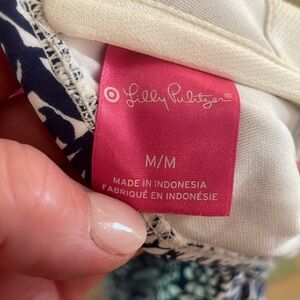 Lilly Pulitzer®
M/M
MADE IN INDONESIA
FABRIQUÉ EN INDONÉSIE